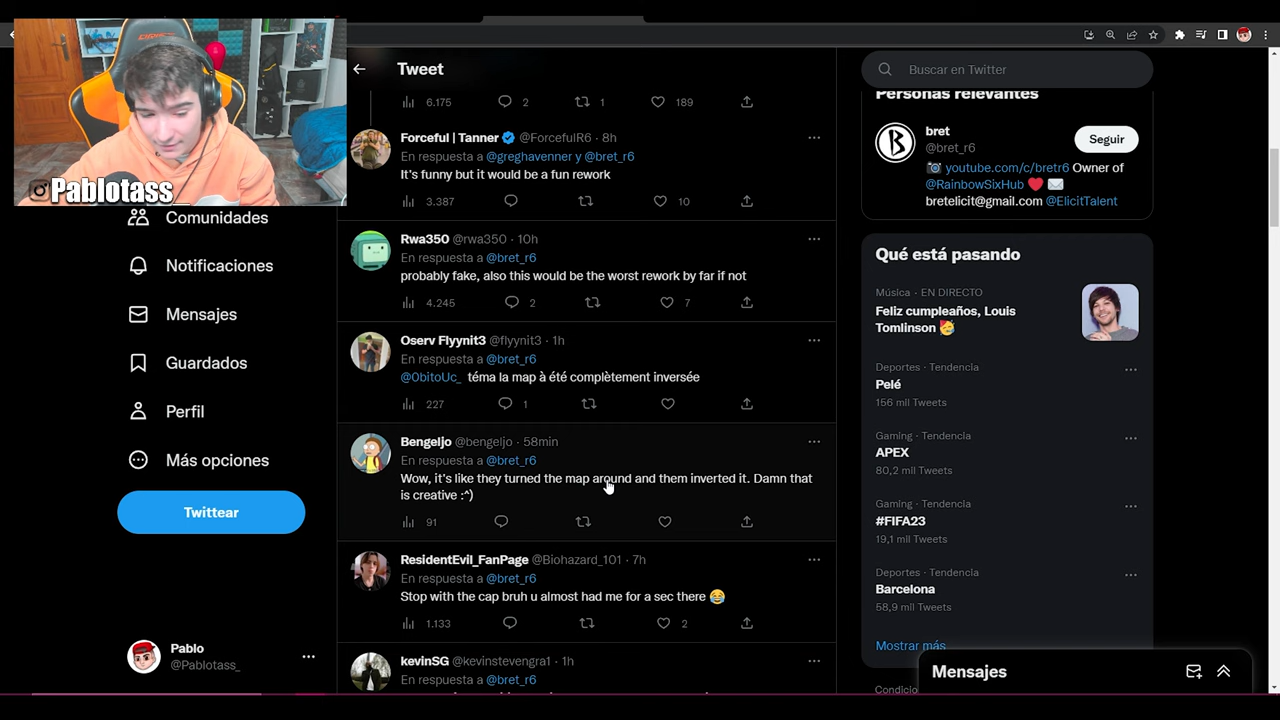 Pablotass_
Comunidades
Notificaciones
Mensajes
Guardados
Perfil
Más opciones
Twittear
Pablo
@Pablotass_
Tweet
6.175 2 1 189
Forceful | Tanner @ForcefulR6 · 8h
En respuesta a @greghavenner y @bret_r6
It's funny but it would be a fun rework
3.387 10
Rwa350 @rwa350 · 10h
En respuesta a @bret_r6
probably fake, also this would be the worst rework by far if not
4.245 2 7
Oserv Flyynit3 @flyynit3 · 1h
En respuesta a @bret_r6
@0bitoUc_ téma la map à été complètement inversée
227 1
Bengeljo @bengeljo · 58min
En respuesta a @bret_r6
Wow, it's like they turned the map around and them inverted it. Damn that
is creative :^)
91
ResidentEvil_FanPage @Biohazard_101 · 7h
En respuesta a @bret_r6
Stop with the cap bruh u almost had me for a sec there 😂
1.133 2
kevinSG @kevinstevengra1 · 1h
En respuesta a @bret_r6
Buscar en Twitter
Personas relevantes
bret
@bret_r6
Seguir
📷 youtube.com/c/bretr6 Owner of
@RainbowSixHub ❤️ ✉️
bretelicit@gmail.com @ElicitTalent
Qué está pasando
Música · EN DIRECTO
Feliz cumpleaños, Louis
Tomlinson 🥳
Deportes · Tendencia
Pelé
156 mil Tweets
Gaming · Tendencia
APEX
80,2 mil Tweets
Gaming · Tendencia
#FIFA23
19,1 mil Tweets
Deportes · Tendencia
Barcelona
58,9 mil Tweets
Mostrar más
Mensajes
Condicio